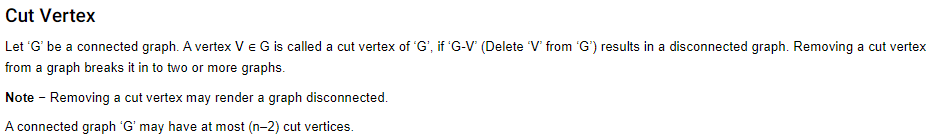 Cut Vertex
Let ‘G’ be a connected graph. A vertex V ∈ G is called a cut vertex of ‘G’, if ‘G-V’ (Delete ‘V’ from ‘G’) results in a disconnected graph. Removing a cut vertex
from a graph breaks it in to two or more graphs.
Note − Removing a cut vertex may render a graph disconnected.
A connected graph ‘G’ may have at most (n–2) cut vertices.